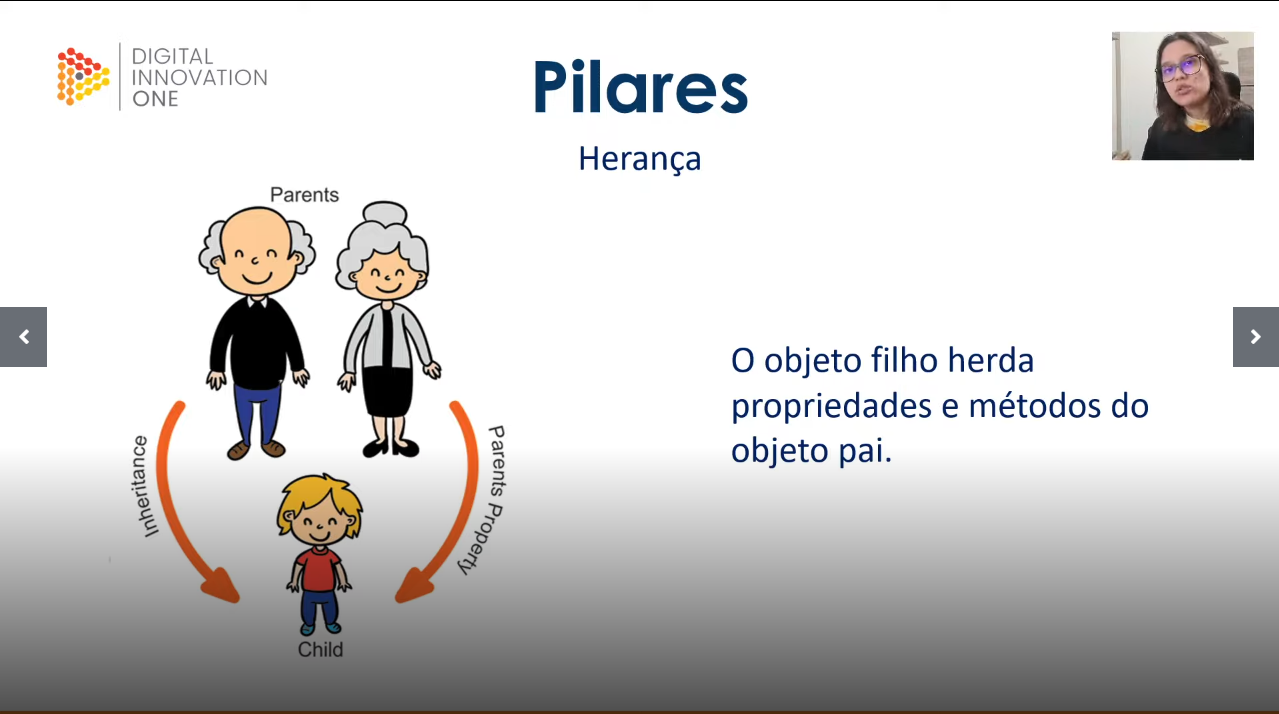 DIGITAL
INNOVATION
ONE
Pilares
Herança
Parents
Inheritance
Parents Property
Child
O objeto filho herda
propriedades e métodos do
objeto pai.